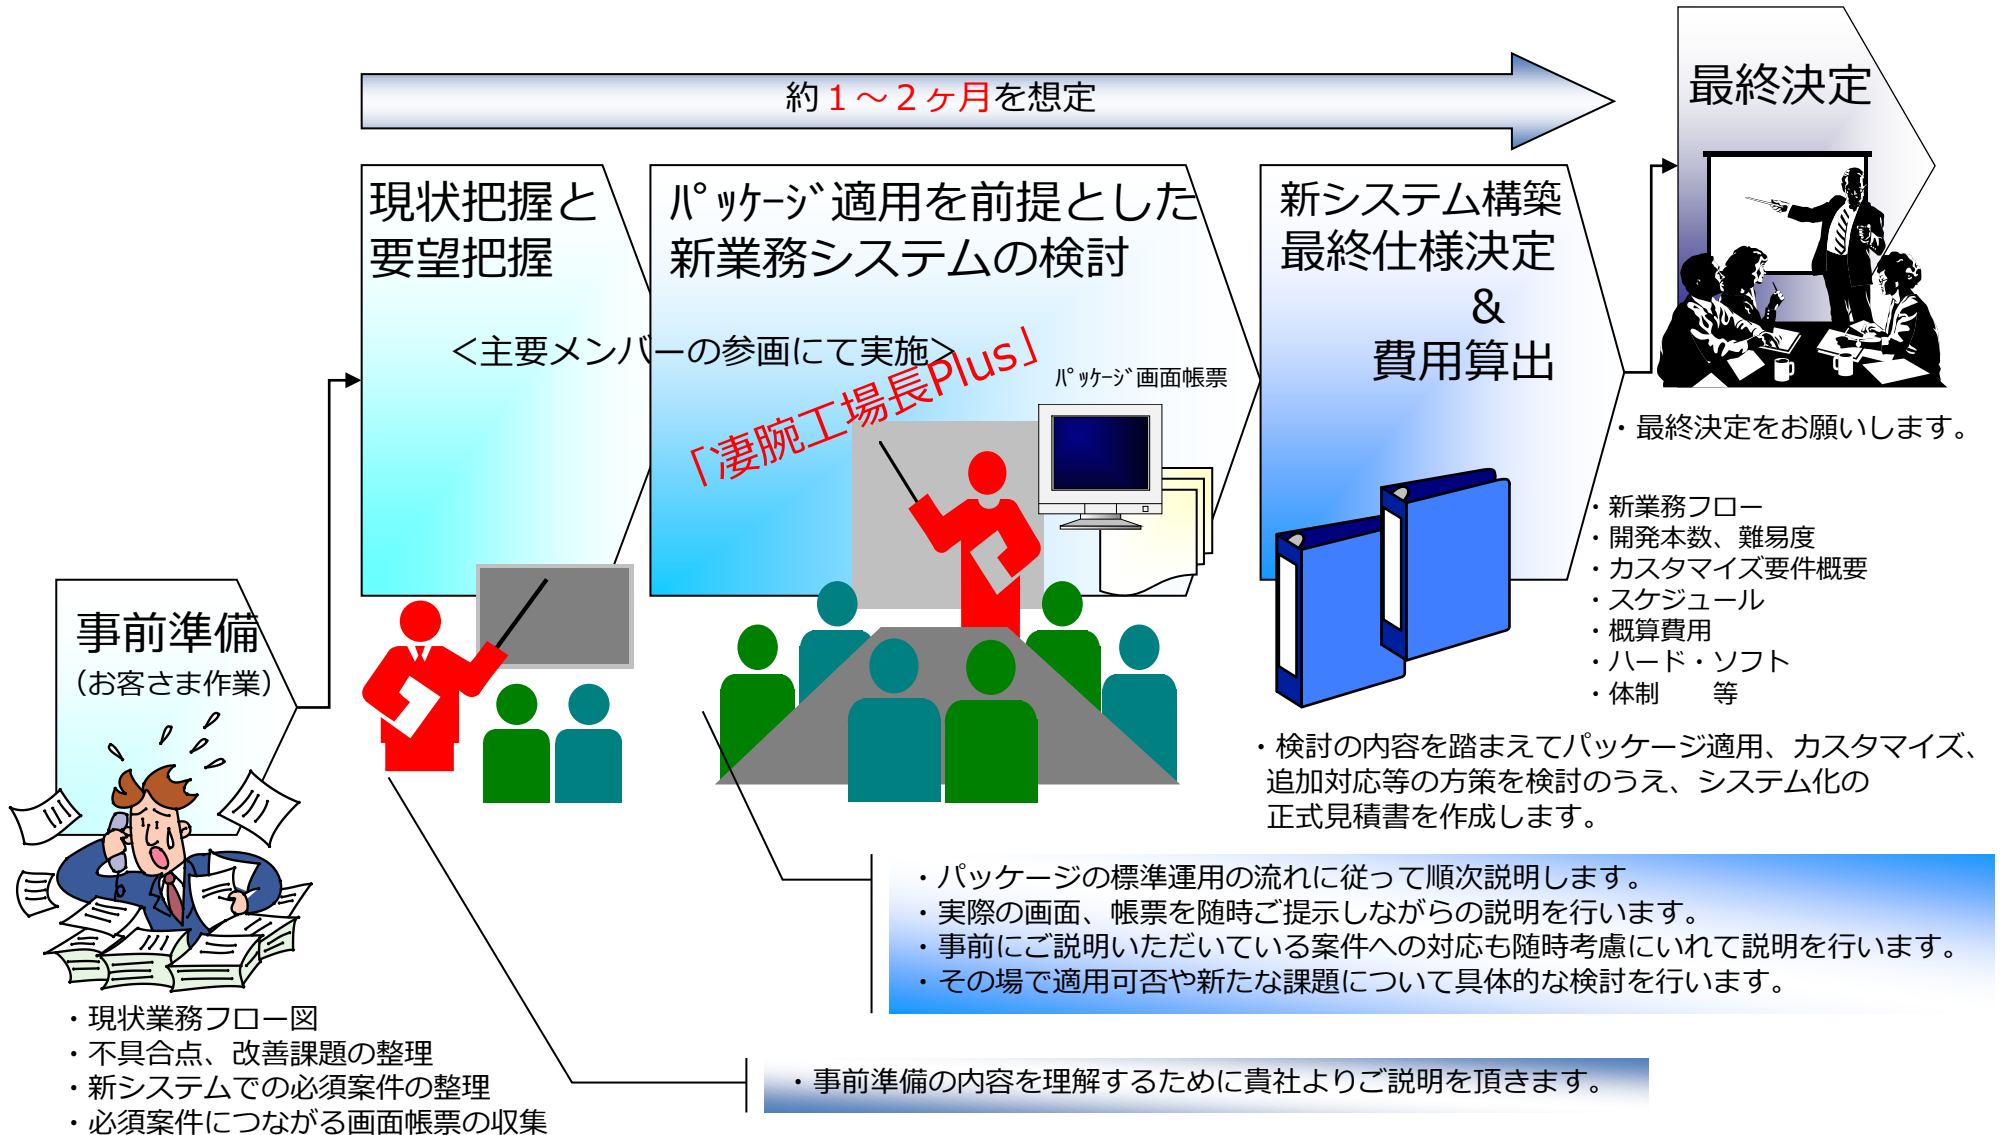 約１～２ヶ月を想定
最終決定
現状把握と
要望把握
ﾊﾟｯｹｰｼﾞ適用を前提とした
新業務システムの検討
新システム構築
最終仕様決定
&
費用算出
＜主要メンバーの参画にて実施＞
「凄腕工場長Plus」
ﾊﾟｯｹｰｼﾞ画面帳票
・最終決定をお願いします。
・新業務フロー
・開発本数、難易度
・カスタマイズ要件概要
・スケジュール
・概算費用
・ハード・ソフト
・体制　　等
事前準備
（お客さま作業）
・検討の内容を踏まえてパッケージ適用、カスタマイズ、
追加対応等の方策を検討のうえ、システム化の
正式見積書を作成します。
・パッケージの標準運用の流れに従って順次説明します。
・実際の画面、帳票を随時ご提示しながらの説明を行います。
・事前にご説明いただいている案件への対応も随時考慮にいれて説明を行います。
・その場で適用可否や新たな課題について具体的な検討を行います。
・現状業務フロー図
・不具合点、改善課題の整理
・新システムでの必須案件の整理
・必須案件につながる画面帳票の収集
・事前準備の内容を理解するために貴社よりご説明を頂きます。